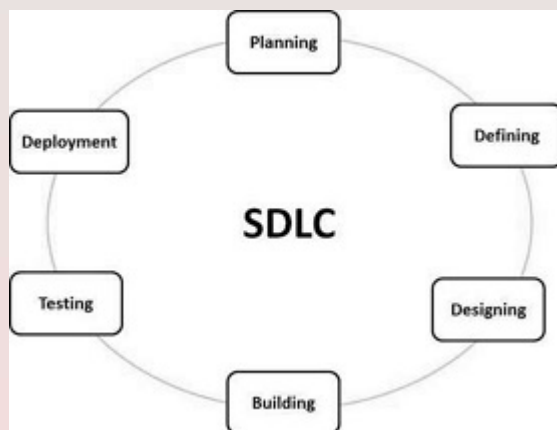 Planning
Deployment
Defining
SDLC
Testing
Designing
Building